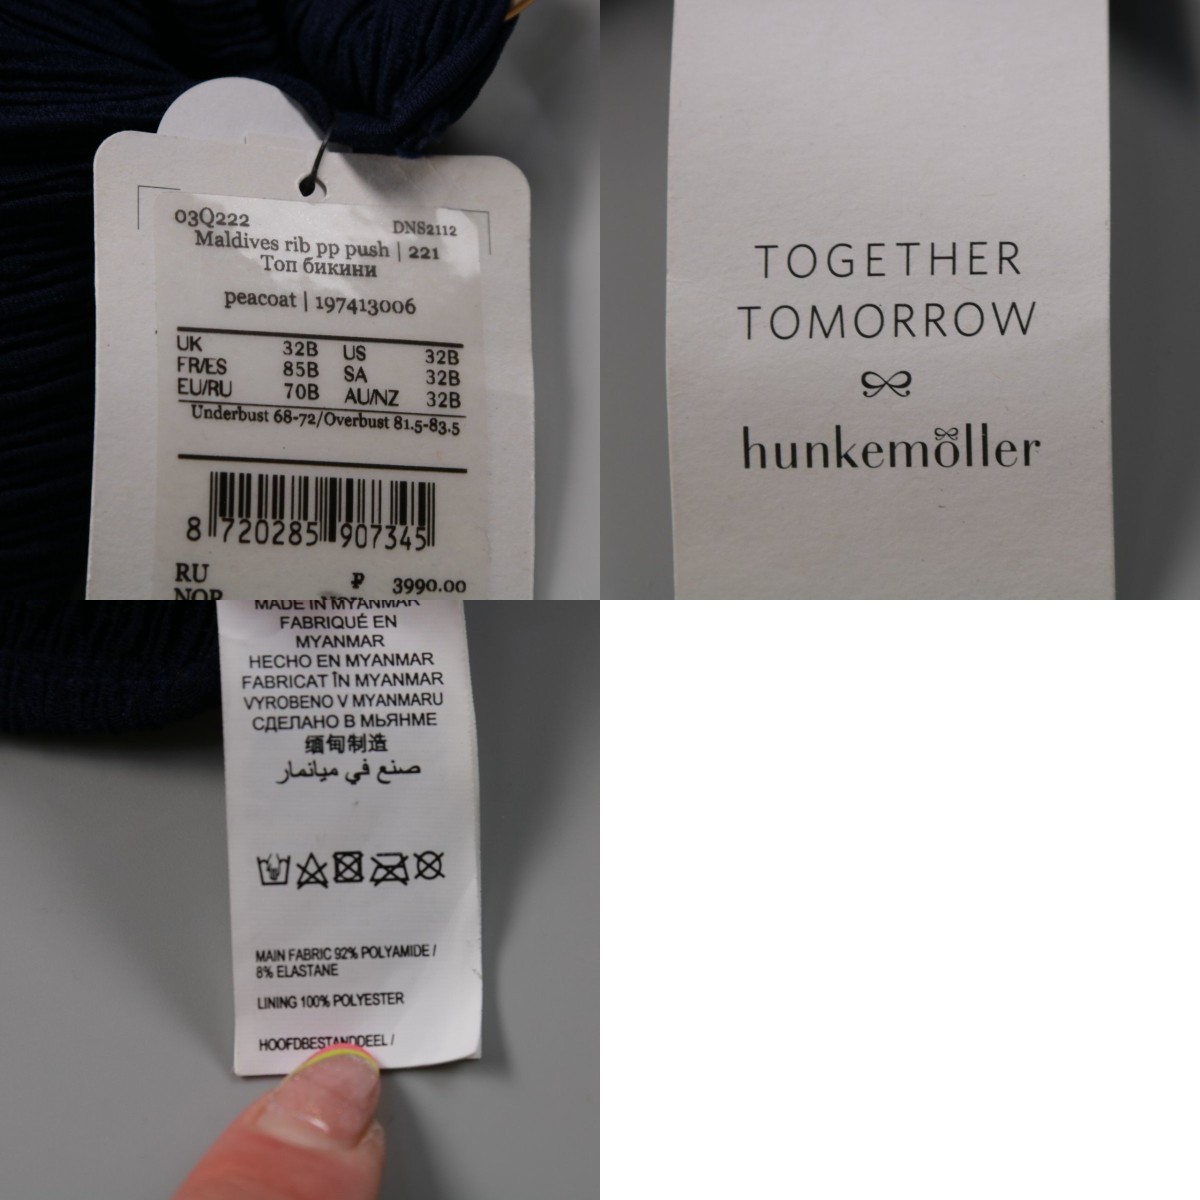 03Q222 DNS2112
Maldives rib pp push | 221
Топ бикини
peacoat | 197413006
UK 32B US 32B
FR/ES 85B SA 32B
EU/RU 70B AU/NZ 32B
Underbust 68-72/Overbust 81.5-83.5
8 720285 907345
RU ₽ 3990.00
NOR
TOGETHER
TOMORROW
hunkemöller
MADE IN MYANMAR
FABRIQUÉ EN
MYANMAR
HECHO EN MYANMAR
FABRICAT ÎN MYANMAR
VYROBENO V MYANMARU
СДЕЛАНО В МЬЯНМЕ
缅甸制造
صنع في ميانمار
MAIN FABRIC 92% POLYAMIDE /
8% ELASTANE
LINING 100% POLYESTER
HOOFDBESTANDDEEL /